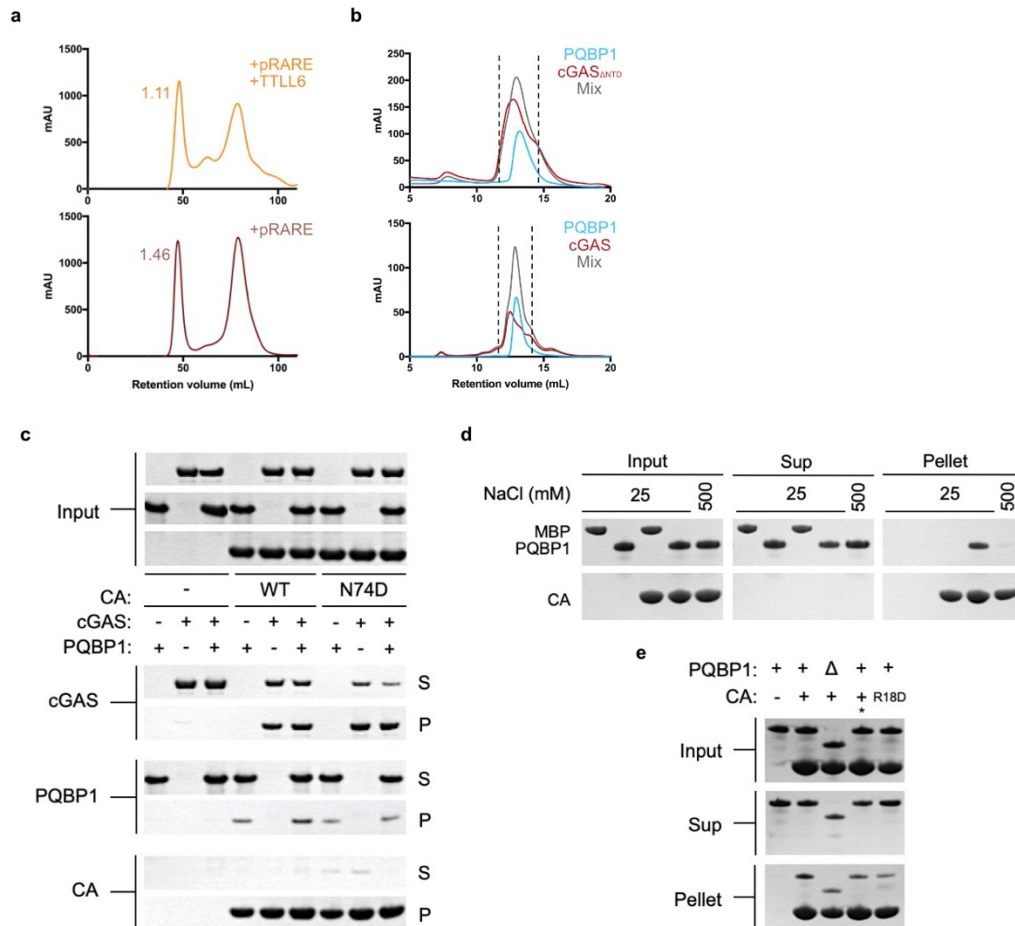 a
+pRARE
+TTLL6
1.11
mAU
1500
1000
500
0
0
50
100
+pRARE
1.46
mAU
1500
1000
500
0
0
50
100
Retention volume (mL)
b
PQBP1
cGASΔNTD
Mix
mAU
250
200
150
100
50
0
5
10
15
20
PQBP1
cGAS
Mix
mAU
200
150
100
50
0
5
10
15
20
Retention volume (mL)
c
Input
CA: - WT N74D
cGAS: - + + - + + - + +
PQBP1: + - + + - + + - +
cGAS
S
P
PQBP1
S
P
CA
S
P
d
Input Sup Pellet
NaCl (mM) 25 500 25 500 25 500
MBP
PQBP1
CA
e
PQBP1: + + Δ + +
CA: - + + + R18D
*
Input
Sup
Pellet